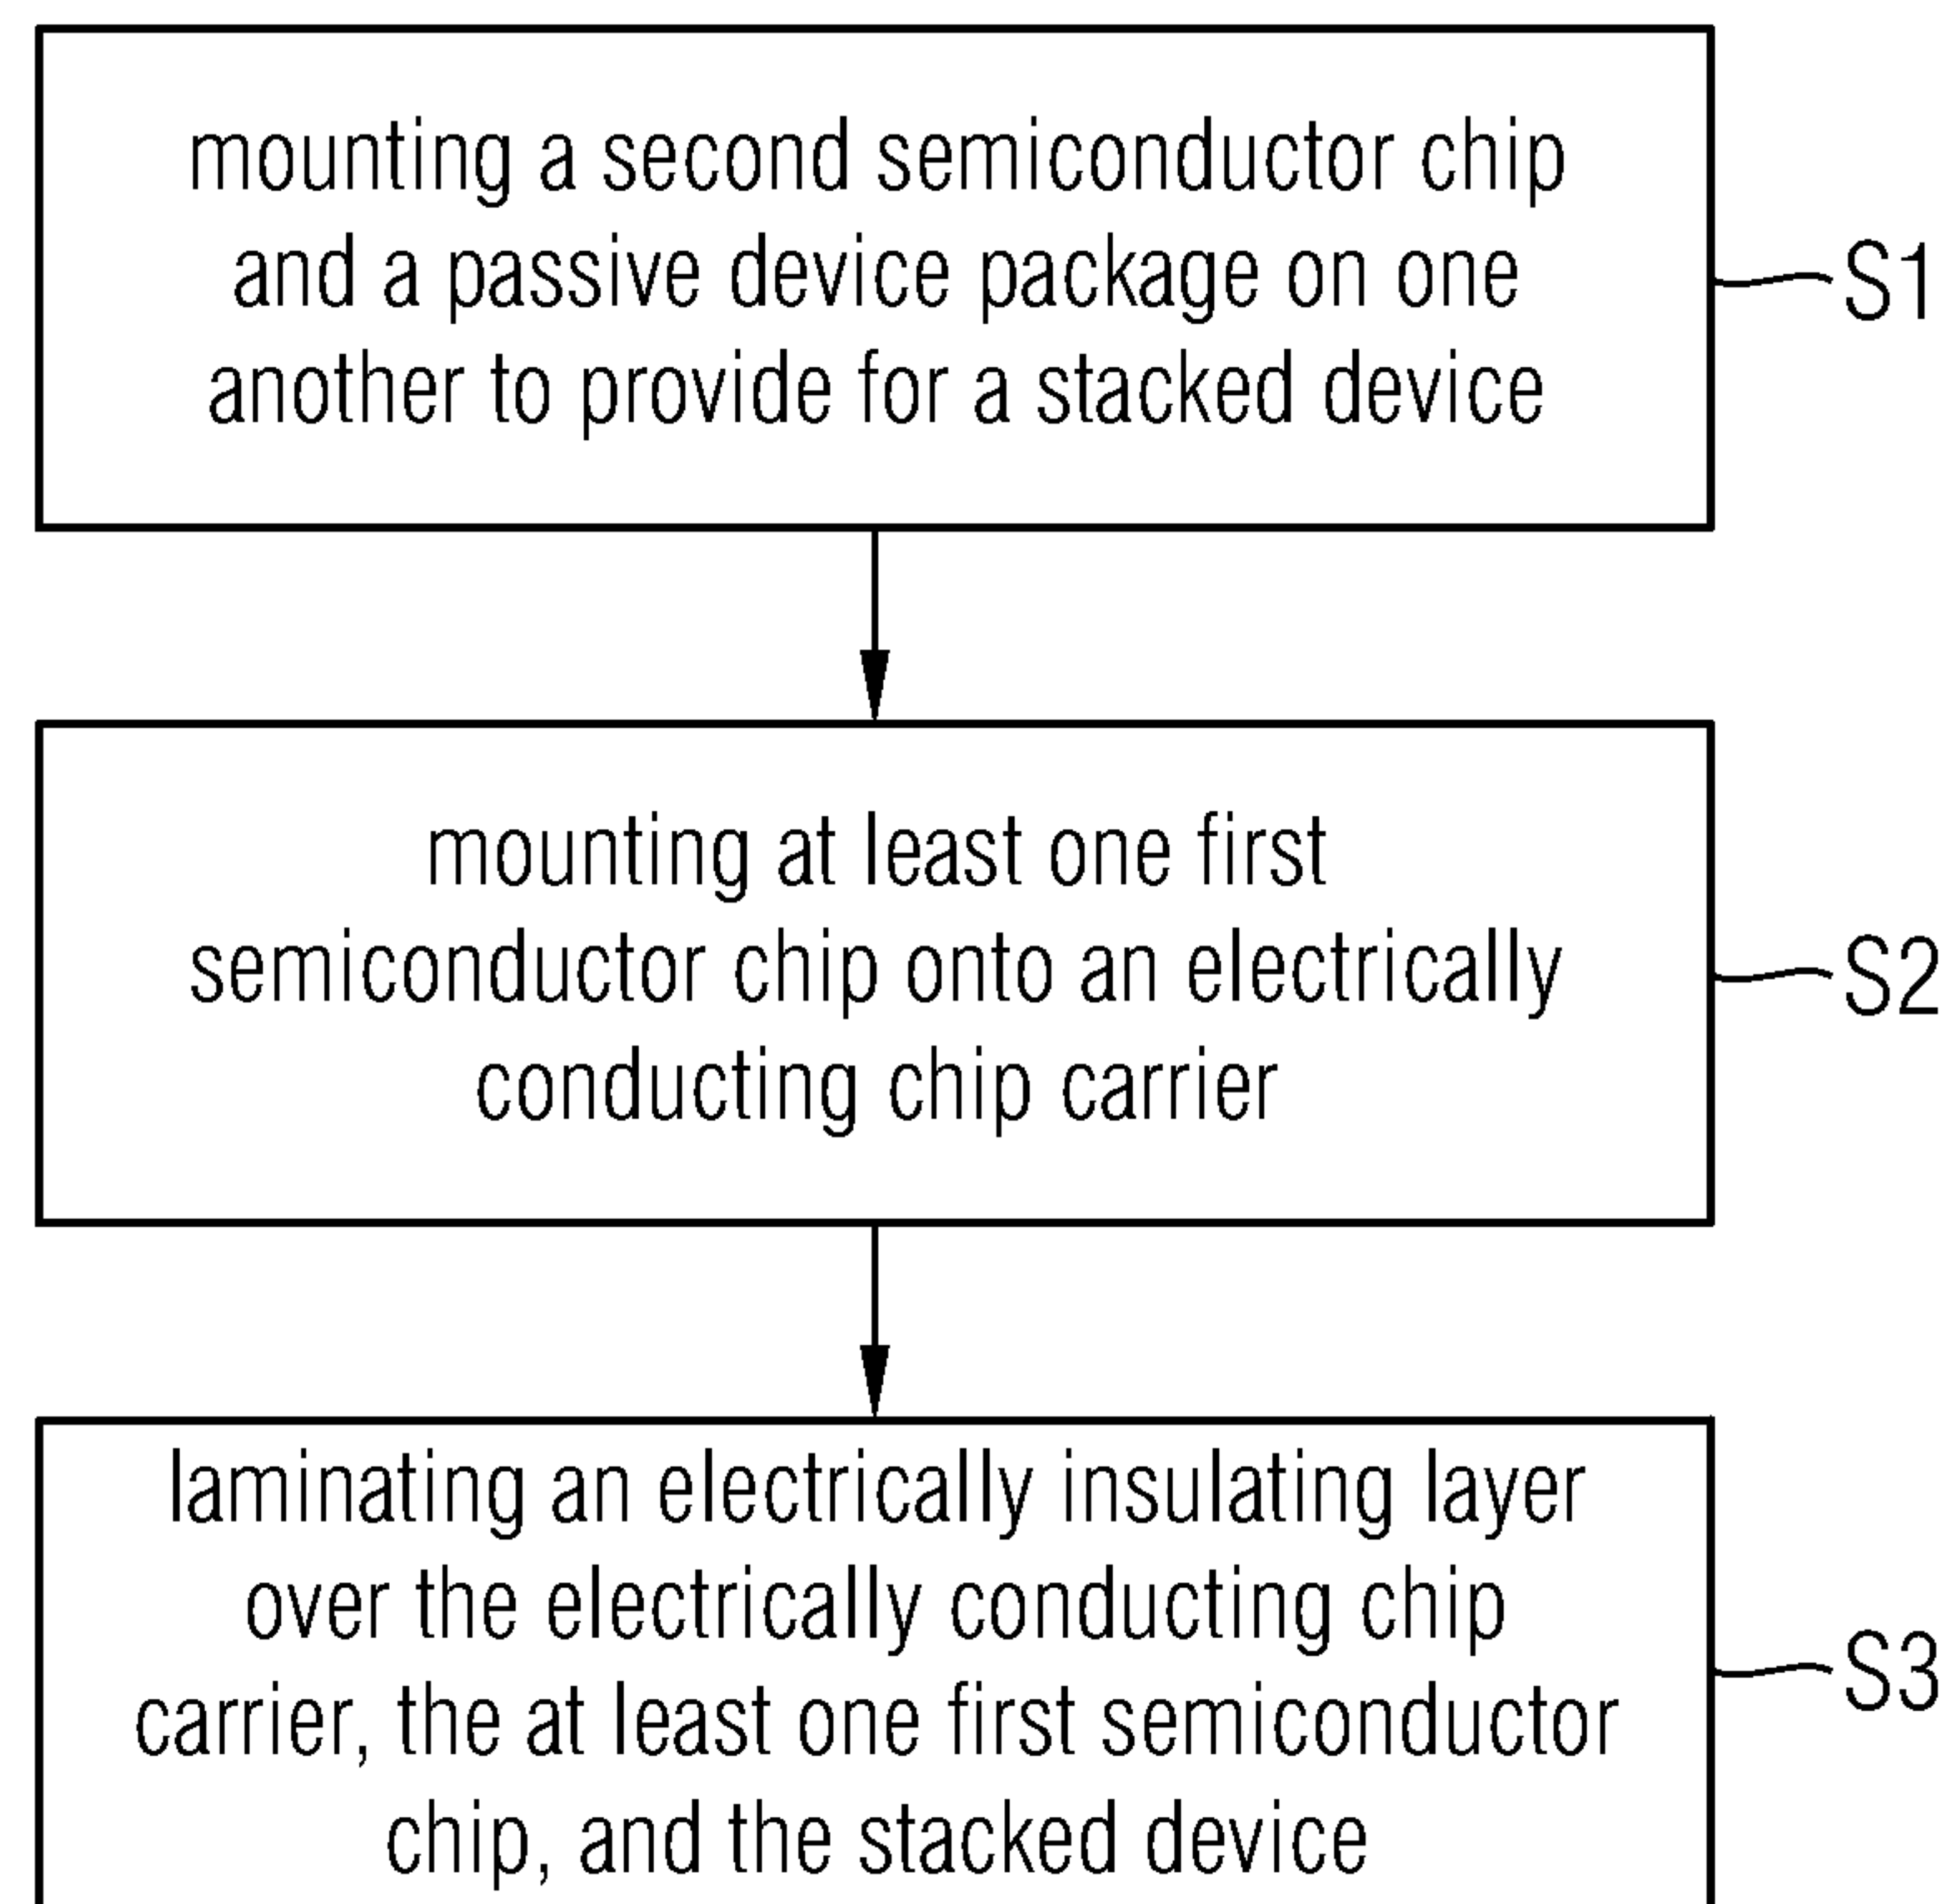 mounting a second semiconductor chip
and a passive device package on one
another to provide for a stacked device
S1
mounting at least one first
semiconductor chip onto an electrically
conducting chip carrier
S2
laminating an electrically insulating layer
over the electrically conducting chip
carrier, the at least one first semiconductor
chip, and the stacked device
S3